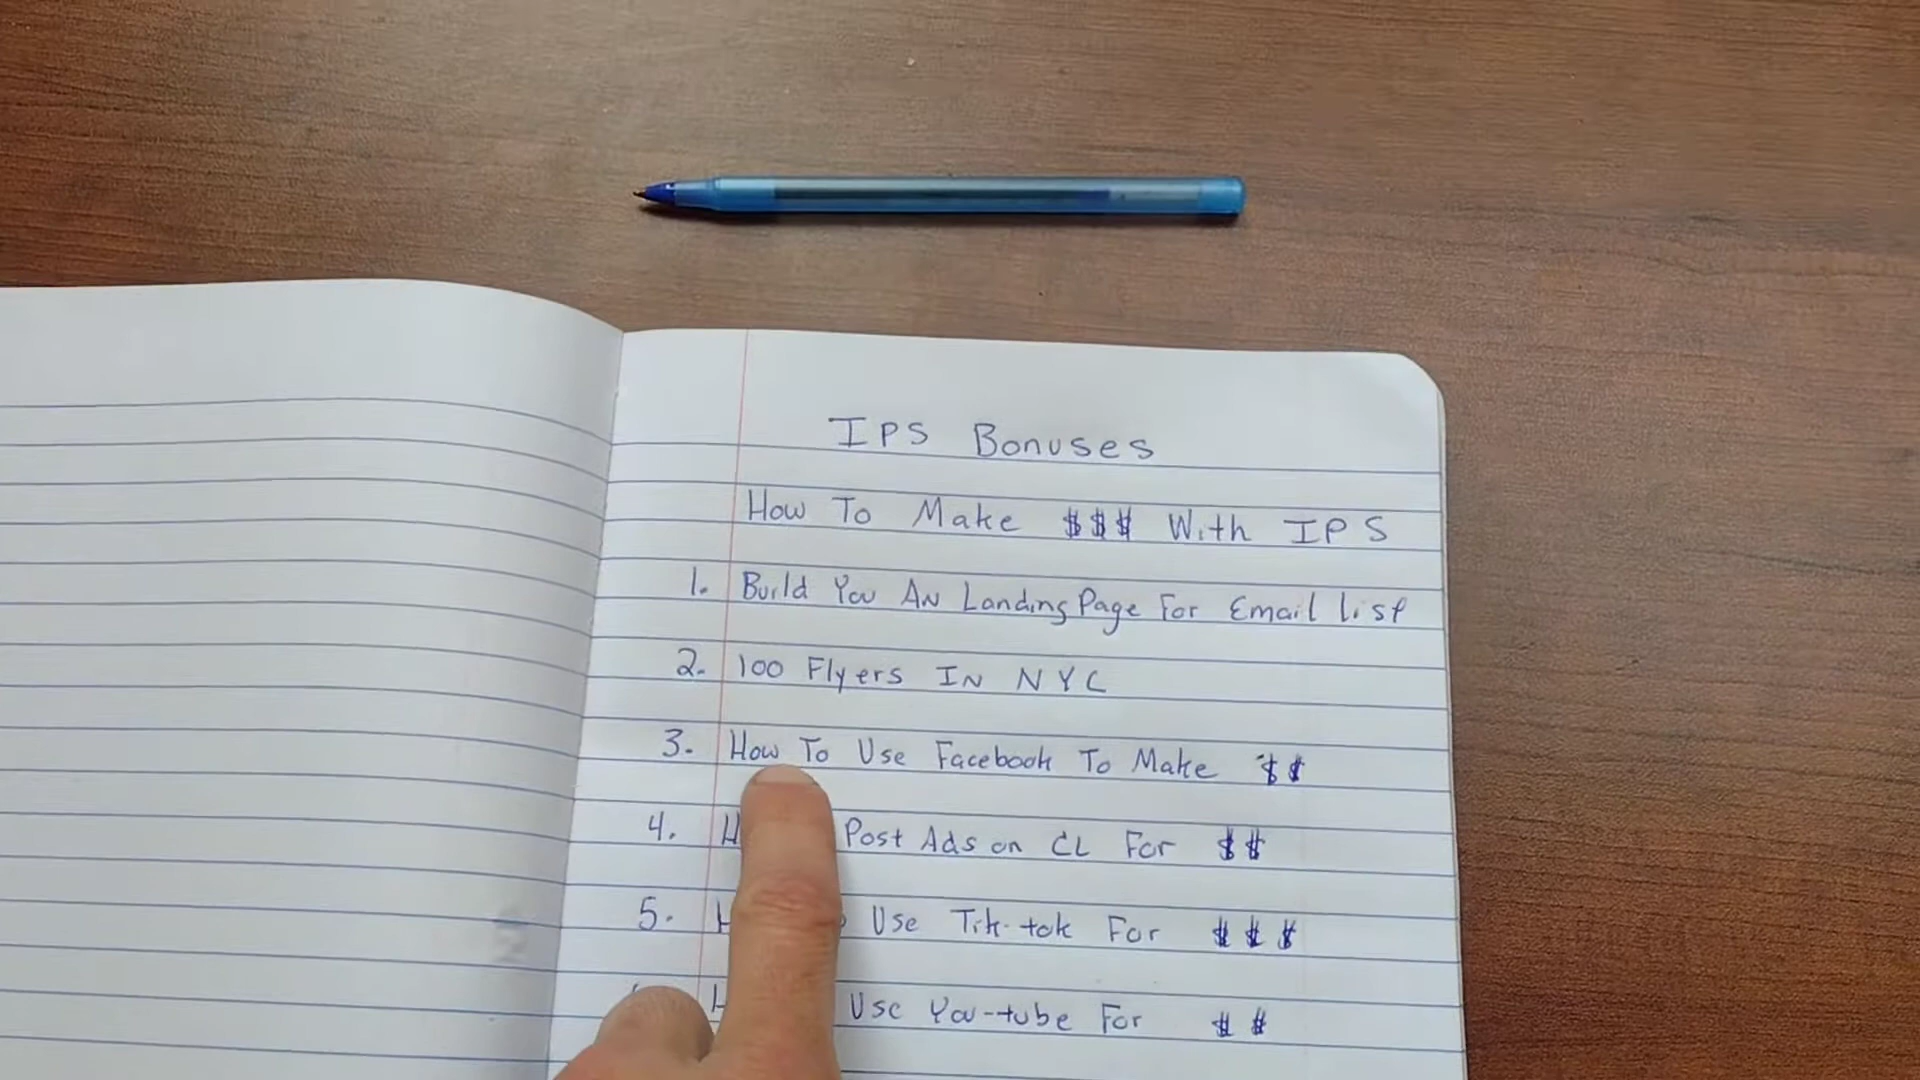 IPS Bonuses
How To Make $$$ With IPS
1. Build You AN Landing Page For Email list
2. 100 Flyers IN NYC
3. How To Use Facebook To Make $$
4. Post Ads on CL For $$
5. Use Tik-tok For $$$
Use You-tube For $$